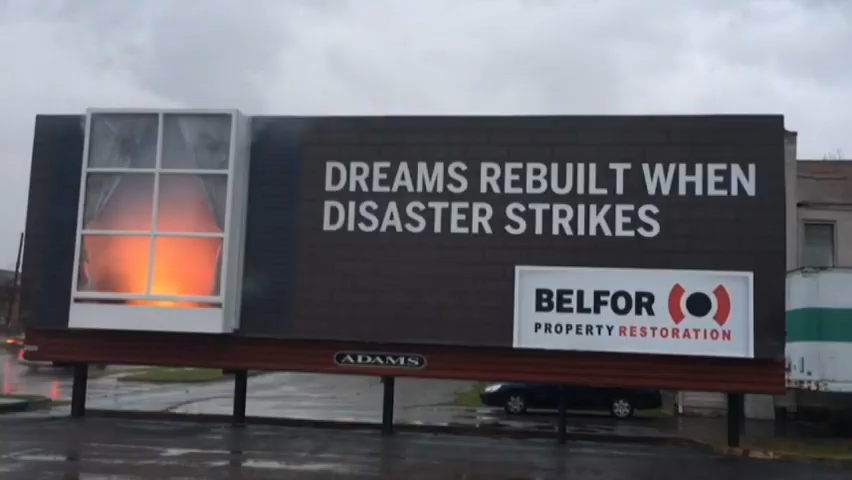 DREAMS REBUILT WHEN
DISASTER STRIKES
BELFOR
PROPERTY RESTORATION
ADAMS